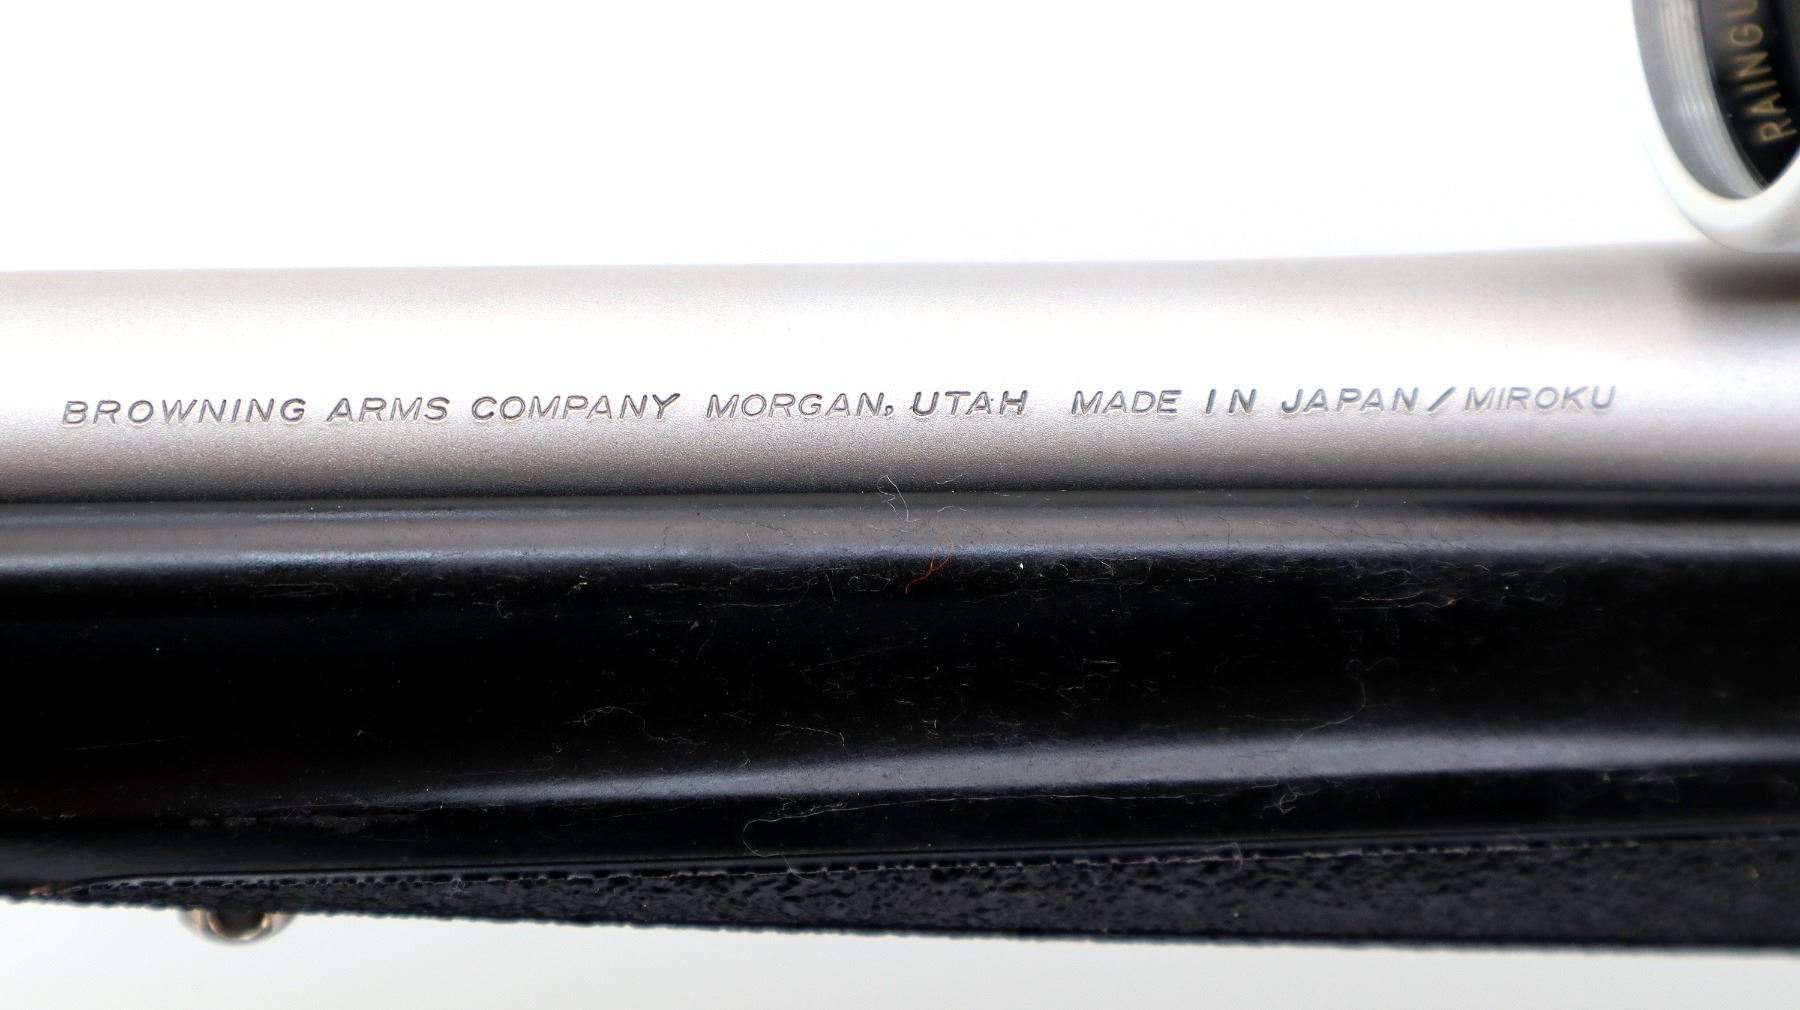 BROWNING ARMS COMPANY MORGAN, UTAH MADE IN JAPAN/MIROKU